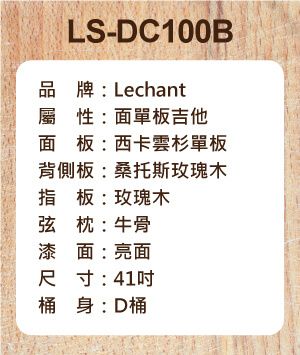 LS-DC100B
品　牌：Lechant
屬　性：面單板吉他
面　板：西卡雲杉單板
背側板：桑托斯玫瑰木
指　板：玫瑰木
弦　枕：牛骨
漆　面：亮面
尺　寸：41吋
桶　身：D桶